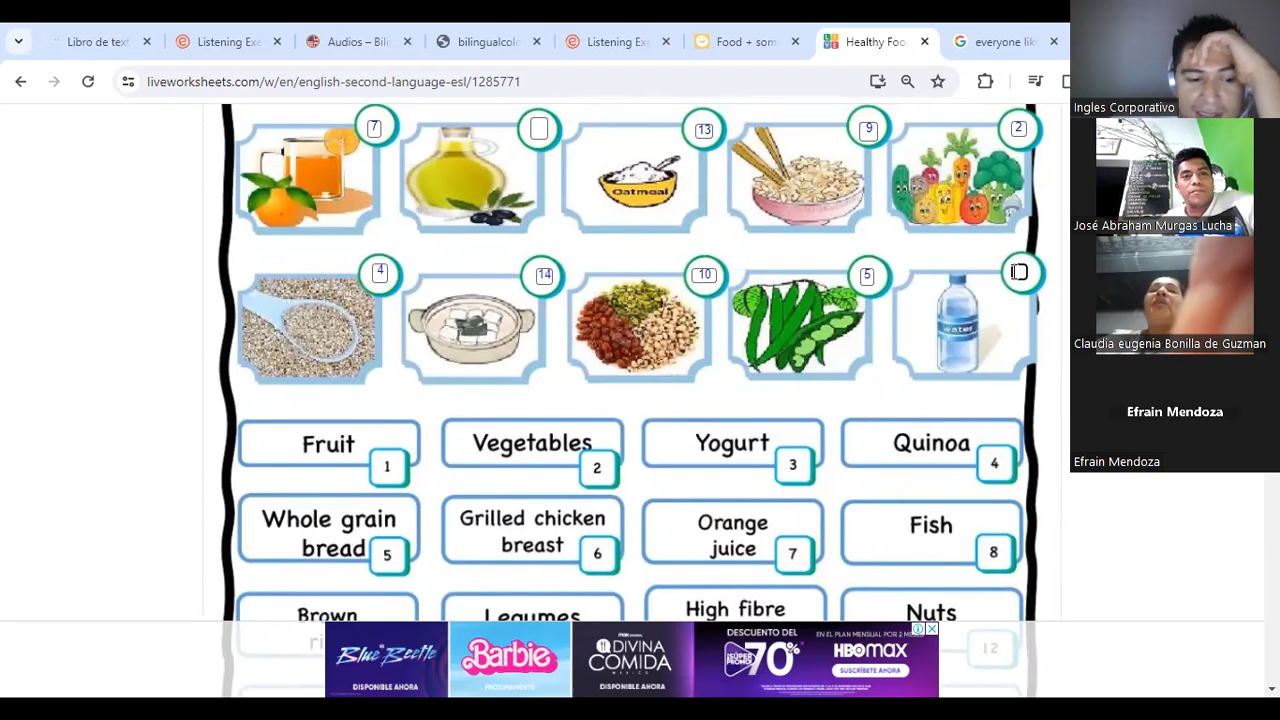 Libro de text
Listening Exe
Audios – Bili
bilingualcolo
Listening Exe
Food + som
Healthy Foo
everyone lik
liveworksheets.com/w/en/english-second-language-esl/1285771
7
13
9
2
Oatmeal
4
14
10
5
water
Fruit
1
Vegetables
2
Yogurt
3
Quinoa
4
Whole grain
bread
5
Grilled chicken
breast
6
Orange
juice
7
Fish
8
Brown
Legumes
High fibre
Nuts
12
BLUE BEETLE
DISPONIBLE AHORA
Barbie
PRÓXIMAMENTE
DIVINA
COMIDA
DISPONIBLE AHORA
DESCUENTO DEL
¡SÚPER
PROMO!
70%
EN EL PLAN MENSUAL POR
HBOMAX
SUSCRÍBETE AHORA
Ingles Corporativo
José Abraham Murgas Lucha
Claudia eugenia Bonilla de Guzman
Efrain Mendoza
Efrain Mendoza